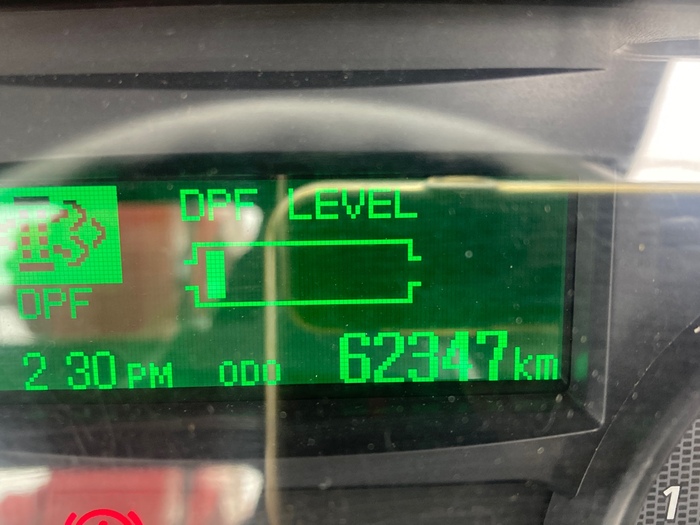 DPF LEVEL
DPF
2 30 PM ODO 62347 km
1